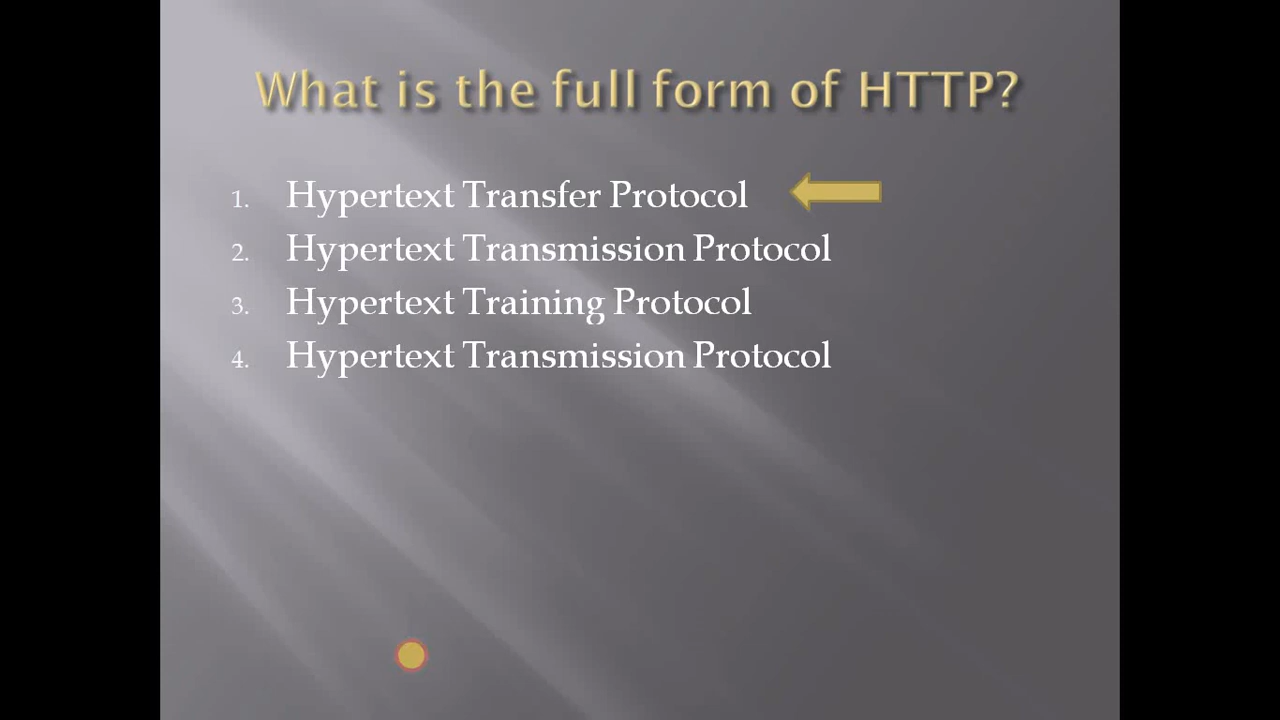 What is the full form of HTTP?
1. Hypertext Transfer Protocol
2. Hypertext Transmission Protocol
3. Hypertext Training Protocol
4. Hypertext Transmission Protocol